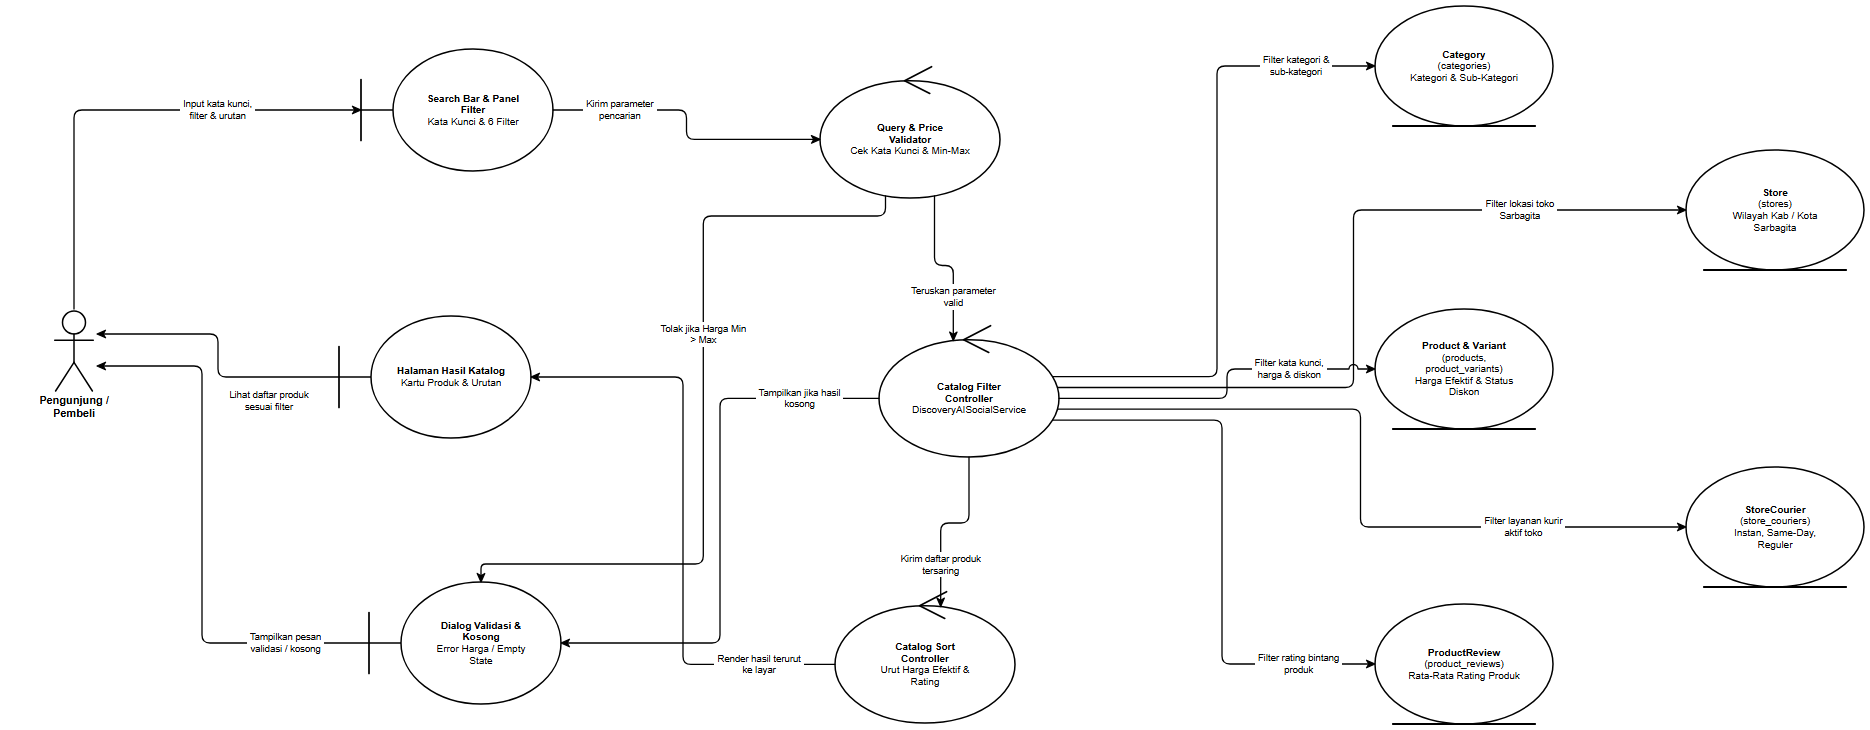 Input kata kunci,
filter & urutan
Search Bar & Panel
Filter
Kata Kunci & 6 Filter
Kirim parameter
pencarian
Query & Price
Validator
Cek Kata Kunci & Min-Max
Filter kategori &
sub-kategori
Category
(categories)
Kategori & Sub-Kategori
Filter lokasi toko
Sarbagita
Store
(stores)
Wilayah Kab / Kota
Sarbagita
Teruskan parameter
valid
Tolak jika Harga Min
> Max
Pengunjung /
Pembeli
Lihat daftar produk
sesuai filter
Halaman Hasil Katalog
Kartu Produk & Urutan
Tampilkan jika hasil
kosong
Catalog Filter
Controller
DiscoveryAISocialService
Filter kata kunci,
harga & diskon
Product & Variant
(products,
product_variants)
Harga Efektif & Status
Diskon
Filter layanan kurir
aktif toko
StoreCourier
(store_couriers)
Instan, Same-Day,
Reguler
Kirim daftar produk
tersaring
Tampilkan pesan
validasi / kosong
Dialog Validasi &
Kosong
Error Harga / Empty
State
Render hasil terurut
ke layar
Catalog Sort
Controller
Urut Harga Efektif &
Rating
Filter rating bintang
produk
ProductReview
(product_reviews)
Rata-Rata Rating Produk